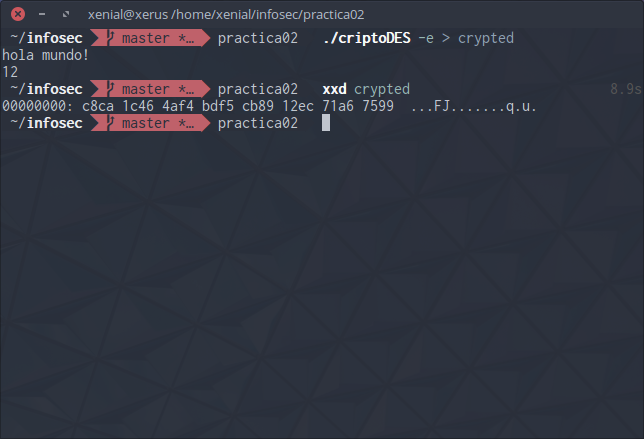 xenial@xerus /home/xenial/infosec/practica02
~/infosec master *… practica02 ./criptoDES -e > crypted
hola mundo!
12
~/infosec master *… practica02 xxd crypted 8.9s
00000000: c8ca 1c46 4af4 bdf5 cb89 12ec 71a6 7599 ...FJ.......q.u.
~/infosec master *… practica02